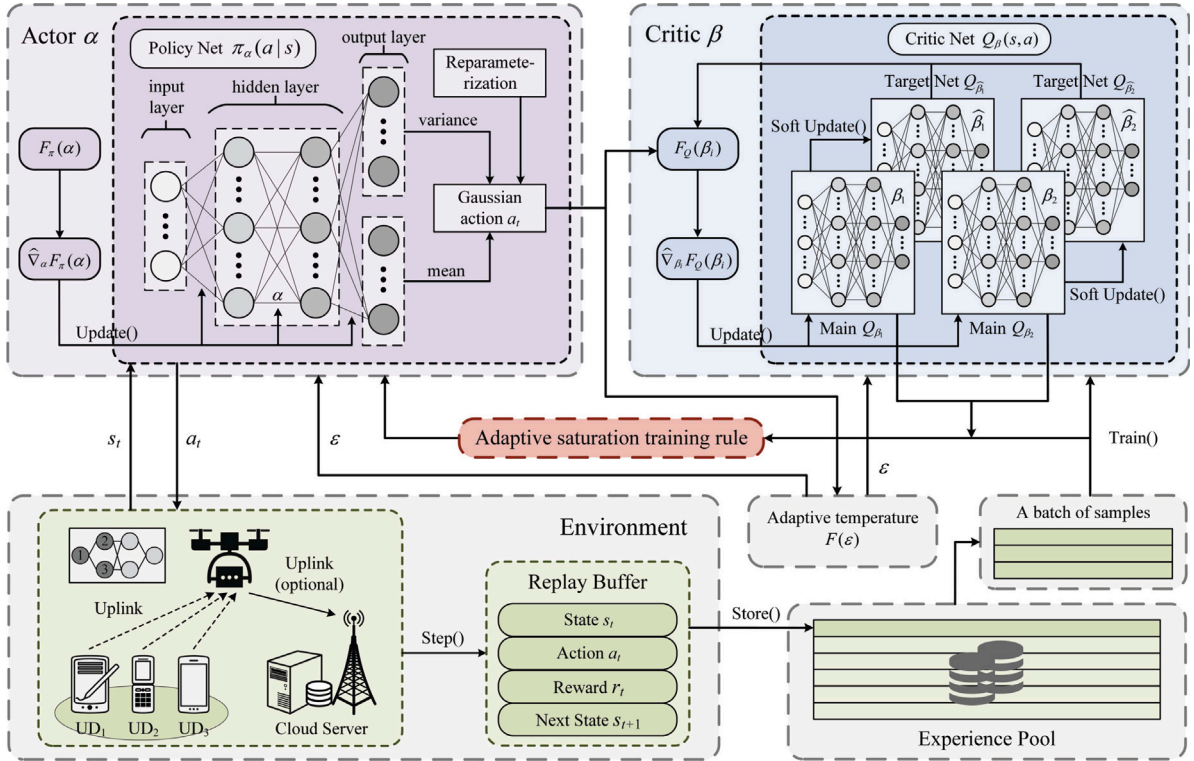 Actor α
Policy Net π_α(a | s)
output layer
input
layer
hidden layer
Reparamete-
rization
variance
F_π(α)
Gaussian
action a_t
∇̂_α F_π(α)
mean
α
Update()
Critic β
Critic Net Q_β(s, a)
Target Net Q_β̂₁
Target Net Q_β̂₂
β̂₁
β̂₂
Soft Update()
F_Q(β_i)
β₁
β₂
∇̂_β_i F_Q(β_i)
Soft Update()
Update()
Main Q_β₁
Main Q_β₂
s_t
a_t
ε
Adaptive saturation training rule
ε
Train()
Environment
1
2
3
Uplink
Uplink
(optional)
UD₁
UD₂
UD₃
Cloud Server
Step()
Replay Buffer
State s_t
Action a_t
Reward r_t
Next State s_{t+1}
Store()
Adaptive temperature
F(ε)
A batch of samples
Experience Pool